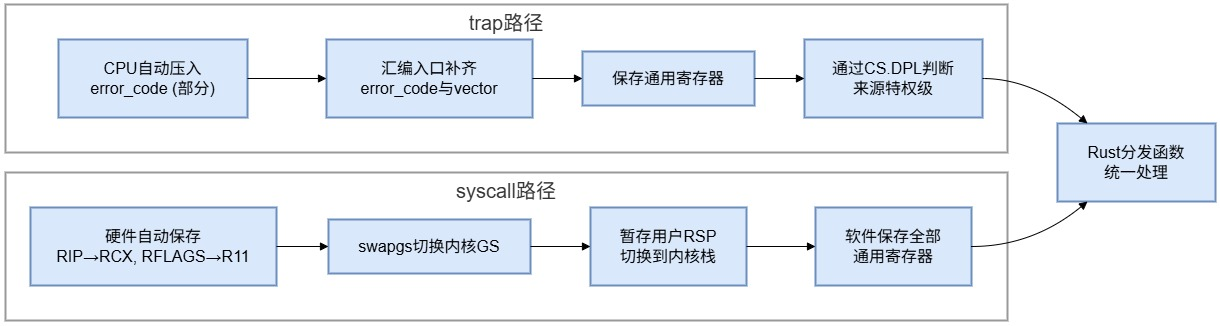 trap路径
CPU自动压入
error_code (部分)
汇编入口补齐
error_code与vector
保存通用寄存器
通过CS.DPL判断
来源特权级
Rust分发函数
统一处理
syscall路径
硬件自动保存
RIP→RCX, RFLAGS→R11
swapgs切换内核GS
暂存用户RSP
切换到内核栈
软件保存全部
通用寄存器